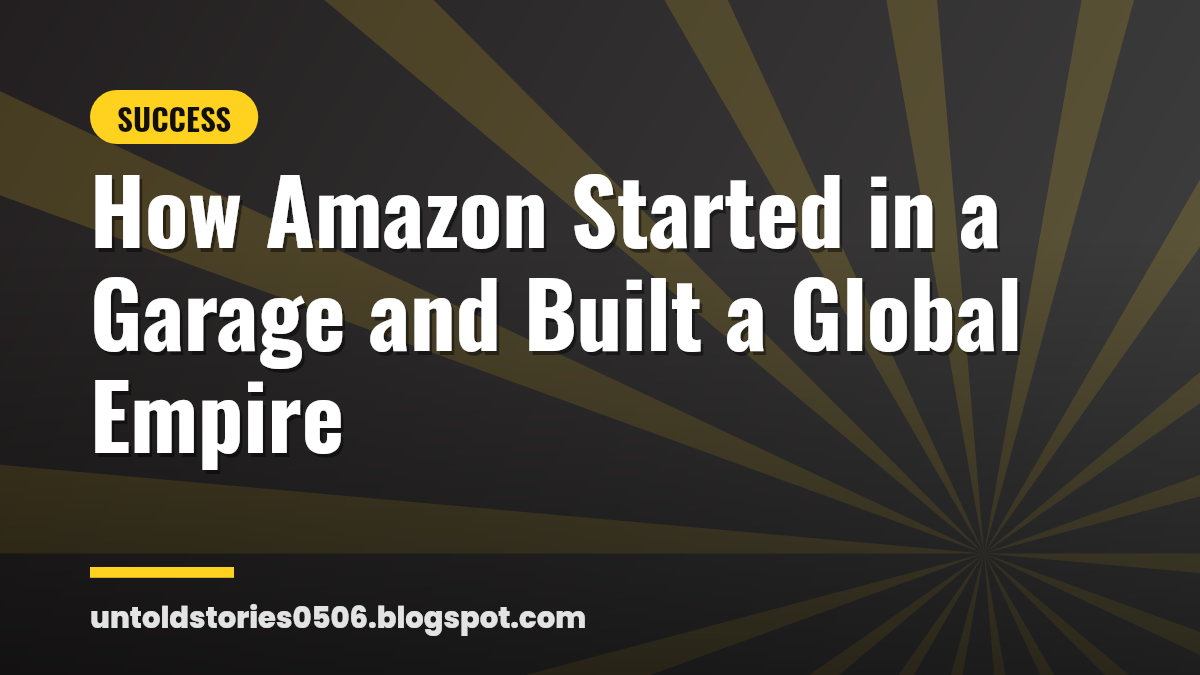 SUCCESS
How Amazon Started in a
Garage and Built a Global
Empire
untoldstories0506.blogspot.com